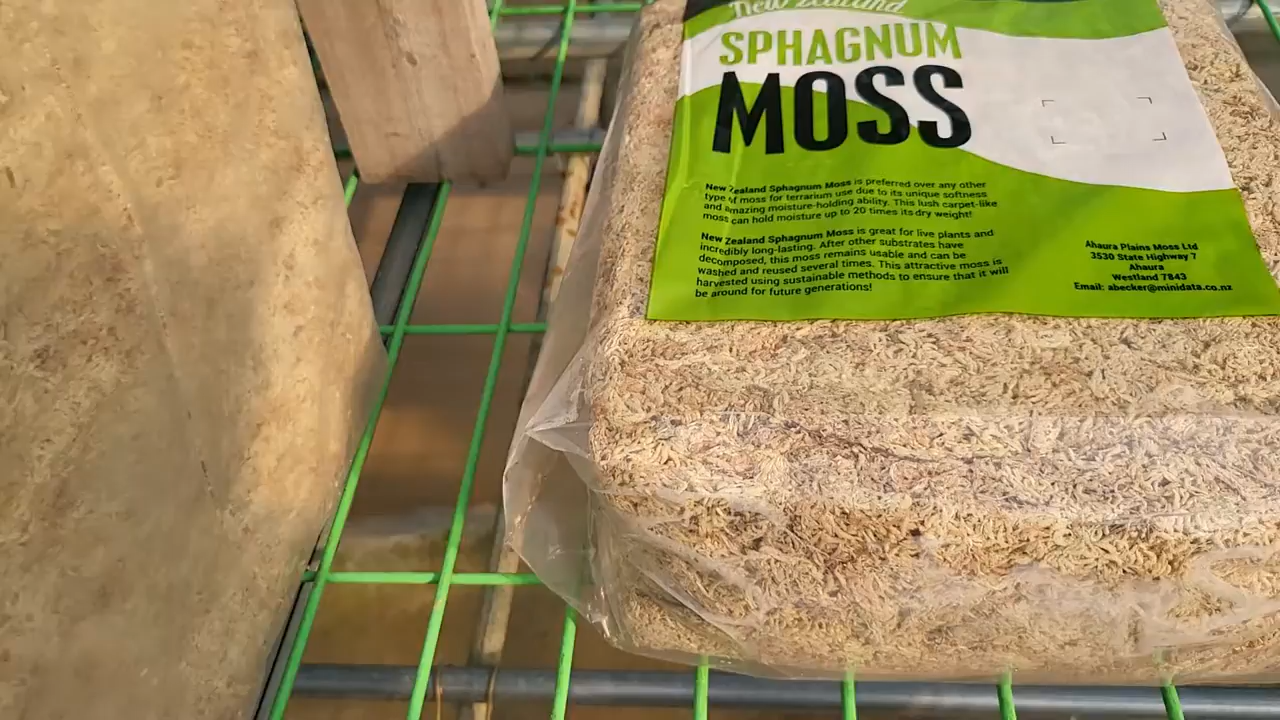 New Zealand
SPHAGNUM
MOSS
New Zealand Sphagnum Moss is preferred over any other
type of moss for terrarium use due to its unique softness
and amazing moisture-holding ability. This lush carpet-like
moss can hold moisture up to 20 times its dry weight!
New Zealand Sphagnum Moss is great for live plants and
incredibly long-lasting. After other substrates have
decomposed, this moss remains usable and can be
washed and reused several times. This attractive moss is
harvested using sustainable methods to ensure that it will
be around for future generations!
Ahaura Plains Moss Ltd
3530 State Highway 7
Ahaura
Westland 7843
Email: abecker@minidata.co.nz